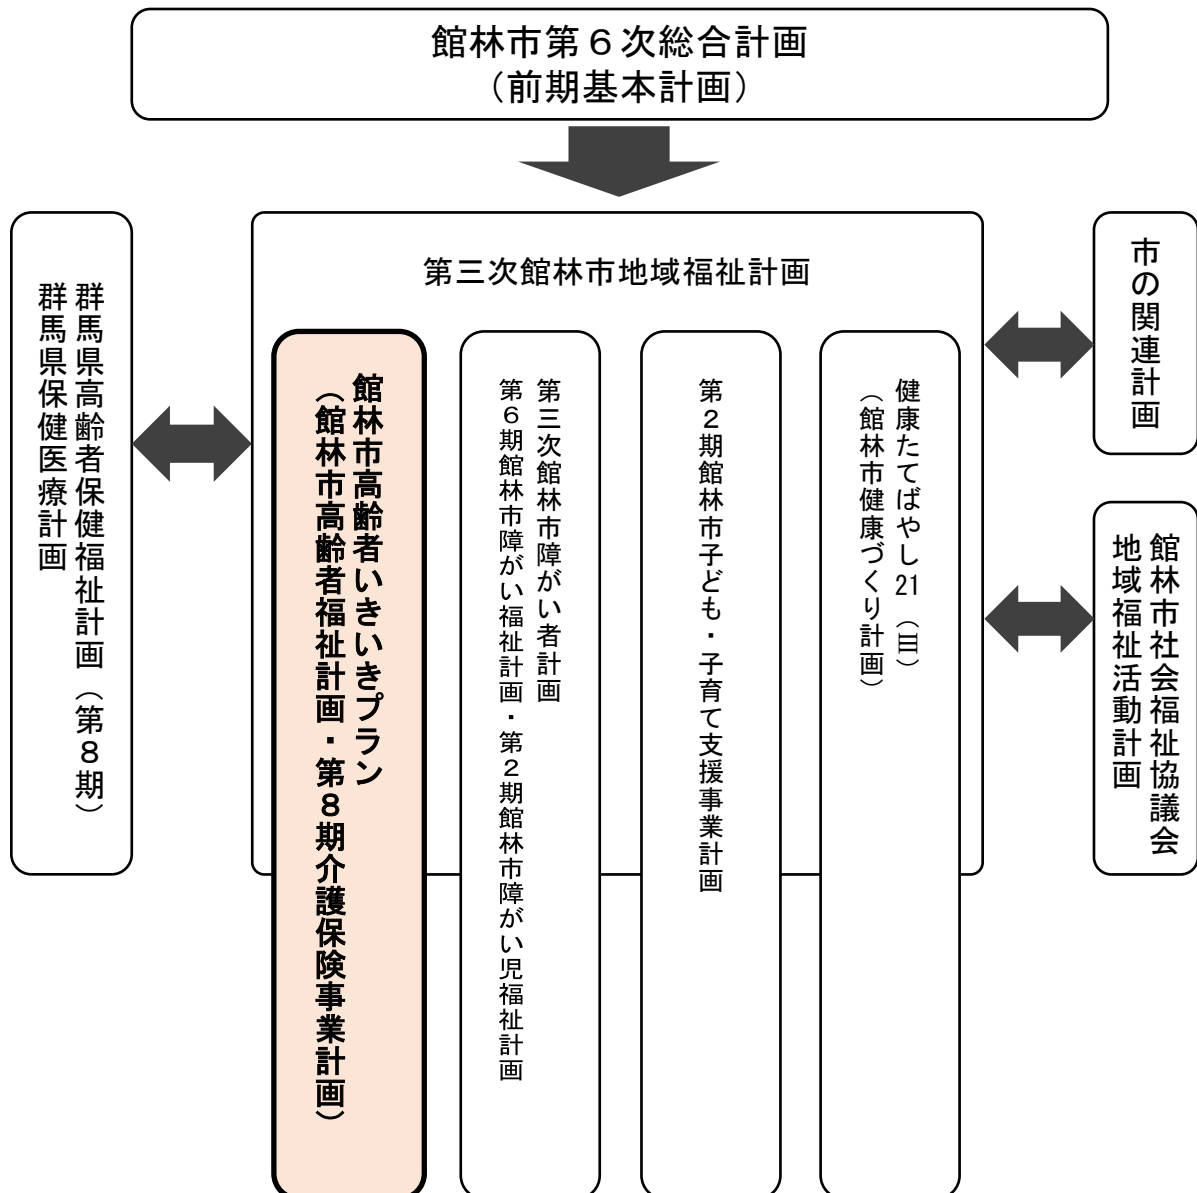 館林市第６次総合計画
（前期基本計画）
群馬県高齢者保健福祉計画（第８期）
群馬県保健医療計画
第三次館林市地域福祉計画
館林市高齢者いきいきプラン
（館林市高齢者福祉計画・第８期介護保険事業計画）
第三次館林市障がい者計画
第６期館林市障がい福祉計画・第２期館林市障がい児福祉計画
第２期館林市子ども・子育て支援事業計画
健康たてばやし21（Ⅲ）
（館林市健康づくり計画）
市の関連計画
館林市社会福祉協議会
地域福祉活動計画